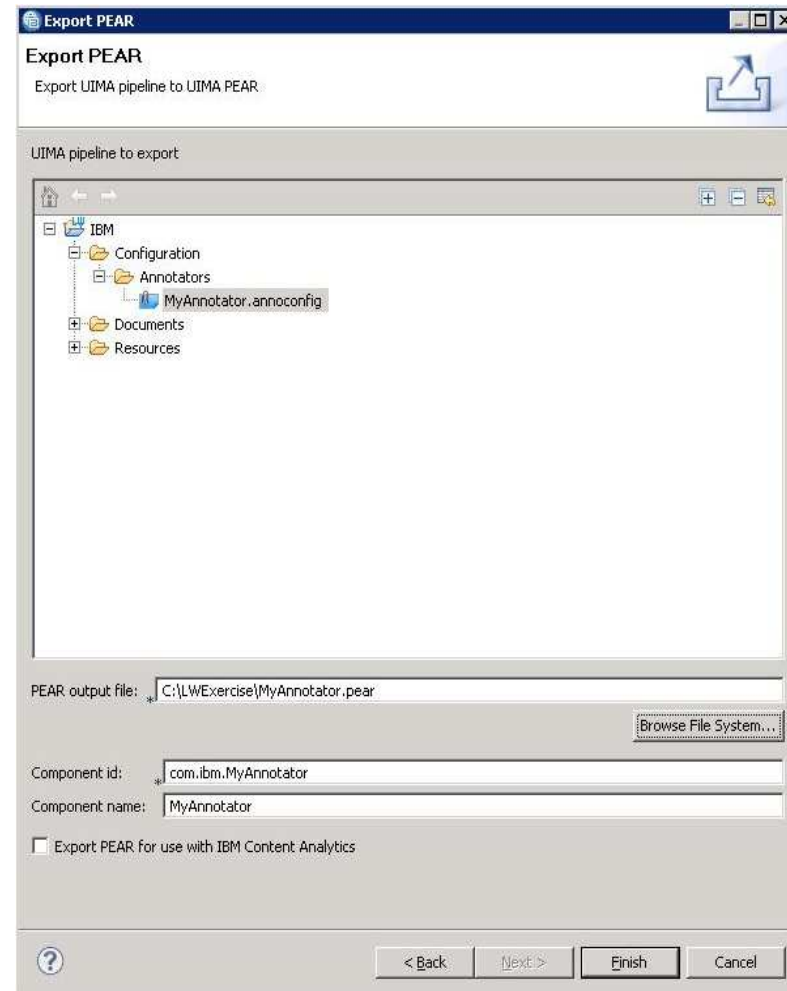 Export PEAR
Export PEAR
Export UIMA pipeline to UIMA PEAR
UIMA pipeline to export
IBM
Configuration
Annotators
MyAnnotator.annoconfig
Documents
Resources
PEAR output file: * C:\LWExercise\MyAnnotator.pear
Browse File System...
Component id: * com.ibm.MyAnnotator
Component name: MyAnnotator
Export PEAR for use with IBM Content Analytics
? < Back Next > Finish Cancel